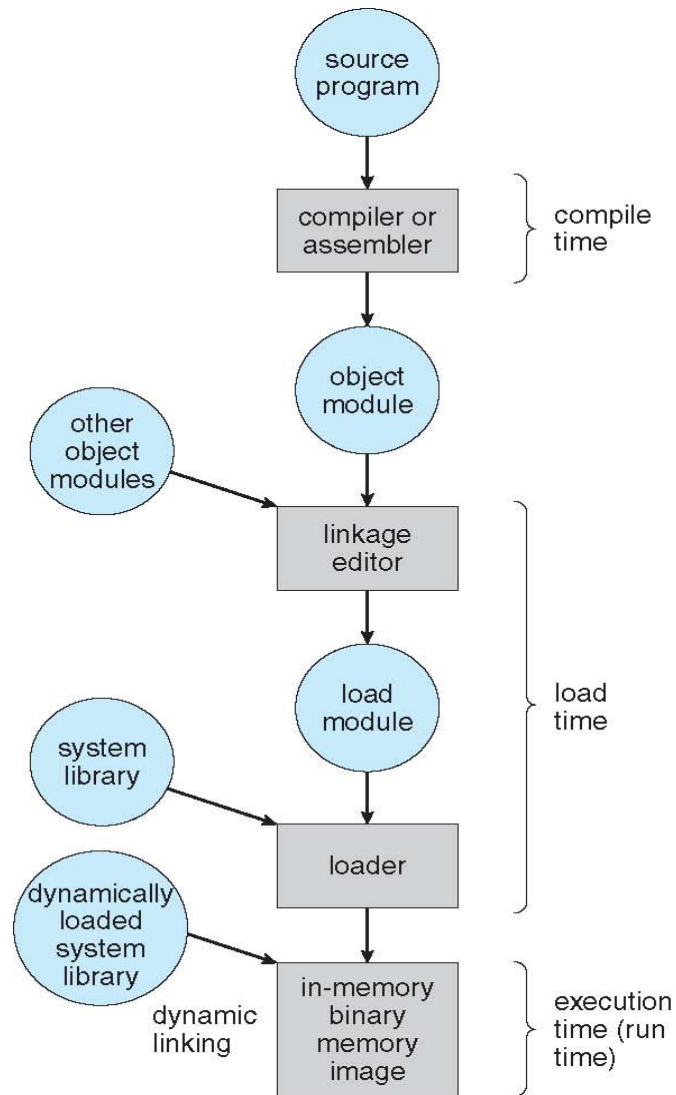 source
program
compiler or
assembler
compile
time
object
module
other
object
modules
linkage
editor
load
module
load
time
system
library
loader
dynamically
loaded
system
library
dynamic
linking
in-memory
binary
memory
image
execution
time (run
time)